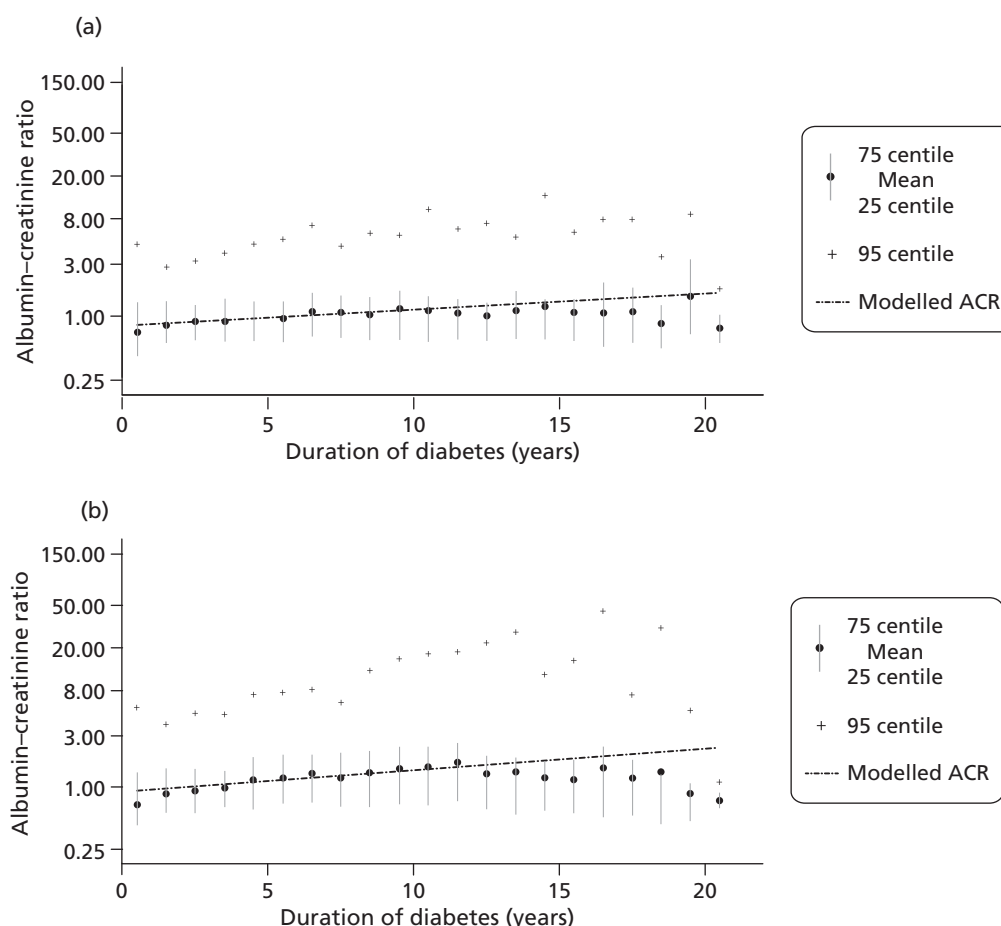 (a)
Albumin–creatinine ratio
150.00
50.00
20.00
8.00
3.00
1.00
0.25
0 5 10 15 20
Duration of diabetes (years)
75 centile
Mean
25 centile
+ 95 centile
Modelled ACR
(b)
Albumin–creatinine ratio
150.00
50.00
20.00
8.00
3.00
1.00
0.25
0 5 10 15 20
Duration of diabetes (years)
75 centile
Mean
25 centile
+ 95 centile
Modelled ACR